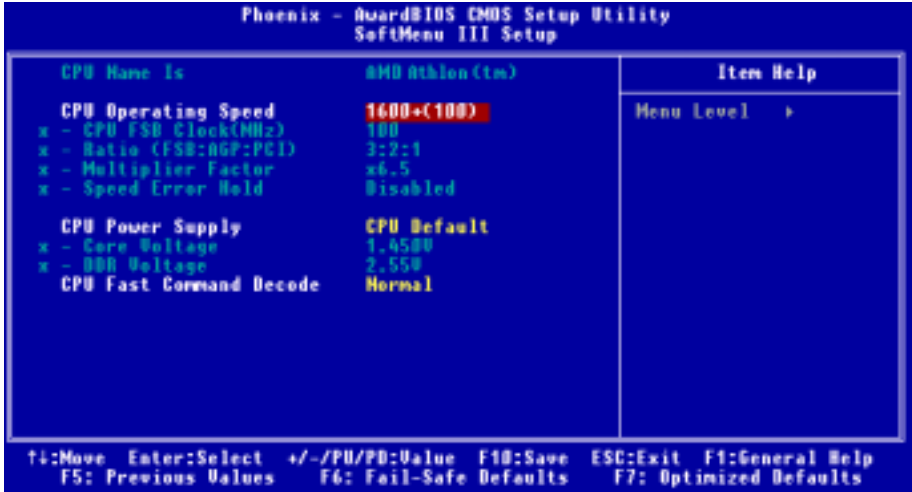 Phoenix - AwardBIOS CMOS Setup Utility
SoftMenu III Setup
CPU Name Is AMD Athlon(tm)
Item Help
CPU Operating Speed 1600+(100)
Menu Level ▸
x - CPU FSB Clock(MHz) 100
x - Ratio (FSB:AGP:PCI) 3:2:1
x - Multiplier Factor x6.5
x - Speed Error Hold Disabled
CPU Power Supply CPU Default
x - Core Voltage 1.450V
x - DDR Voltage 2.55V
CPU Fast Command Decode Normal
↑↓:Move Enter:Select +/-/PU/PD:Value F10:Save ESC:Exit F1:General Help
F5: Previous Values F6: Fail-Safe Defaults F7: Optimized Defaults